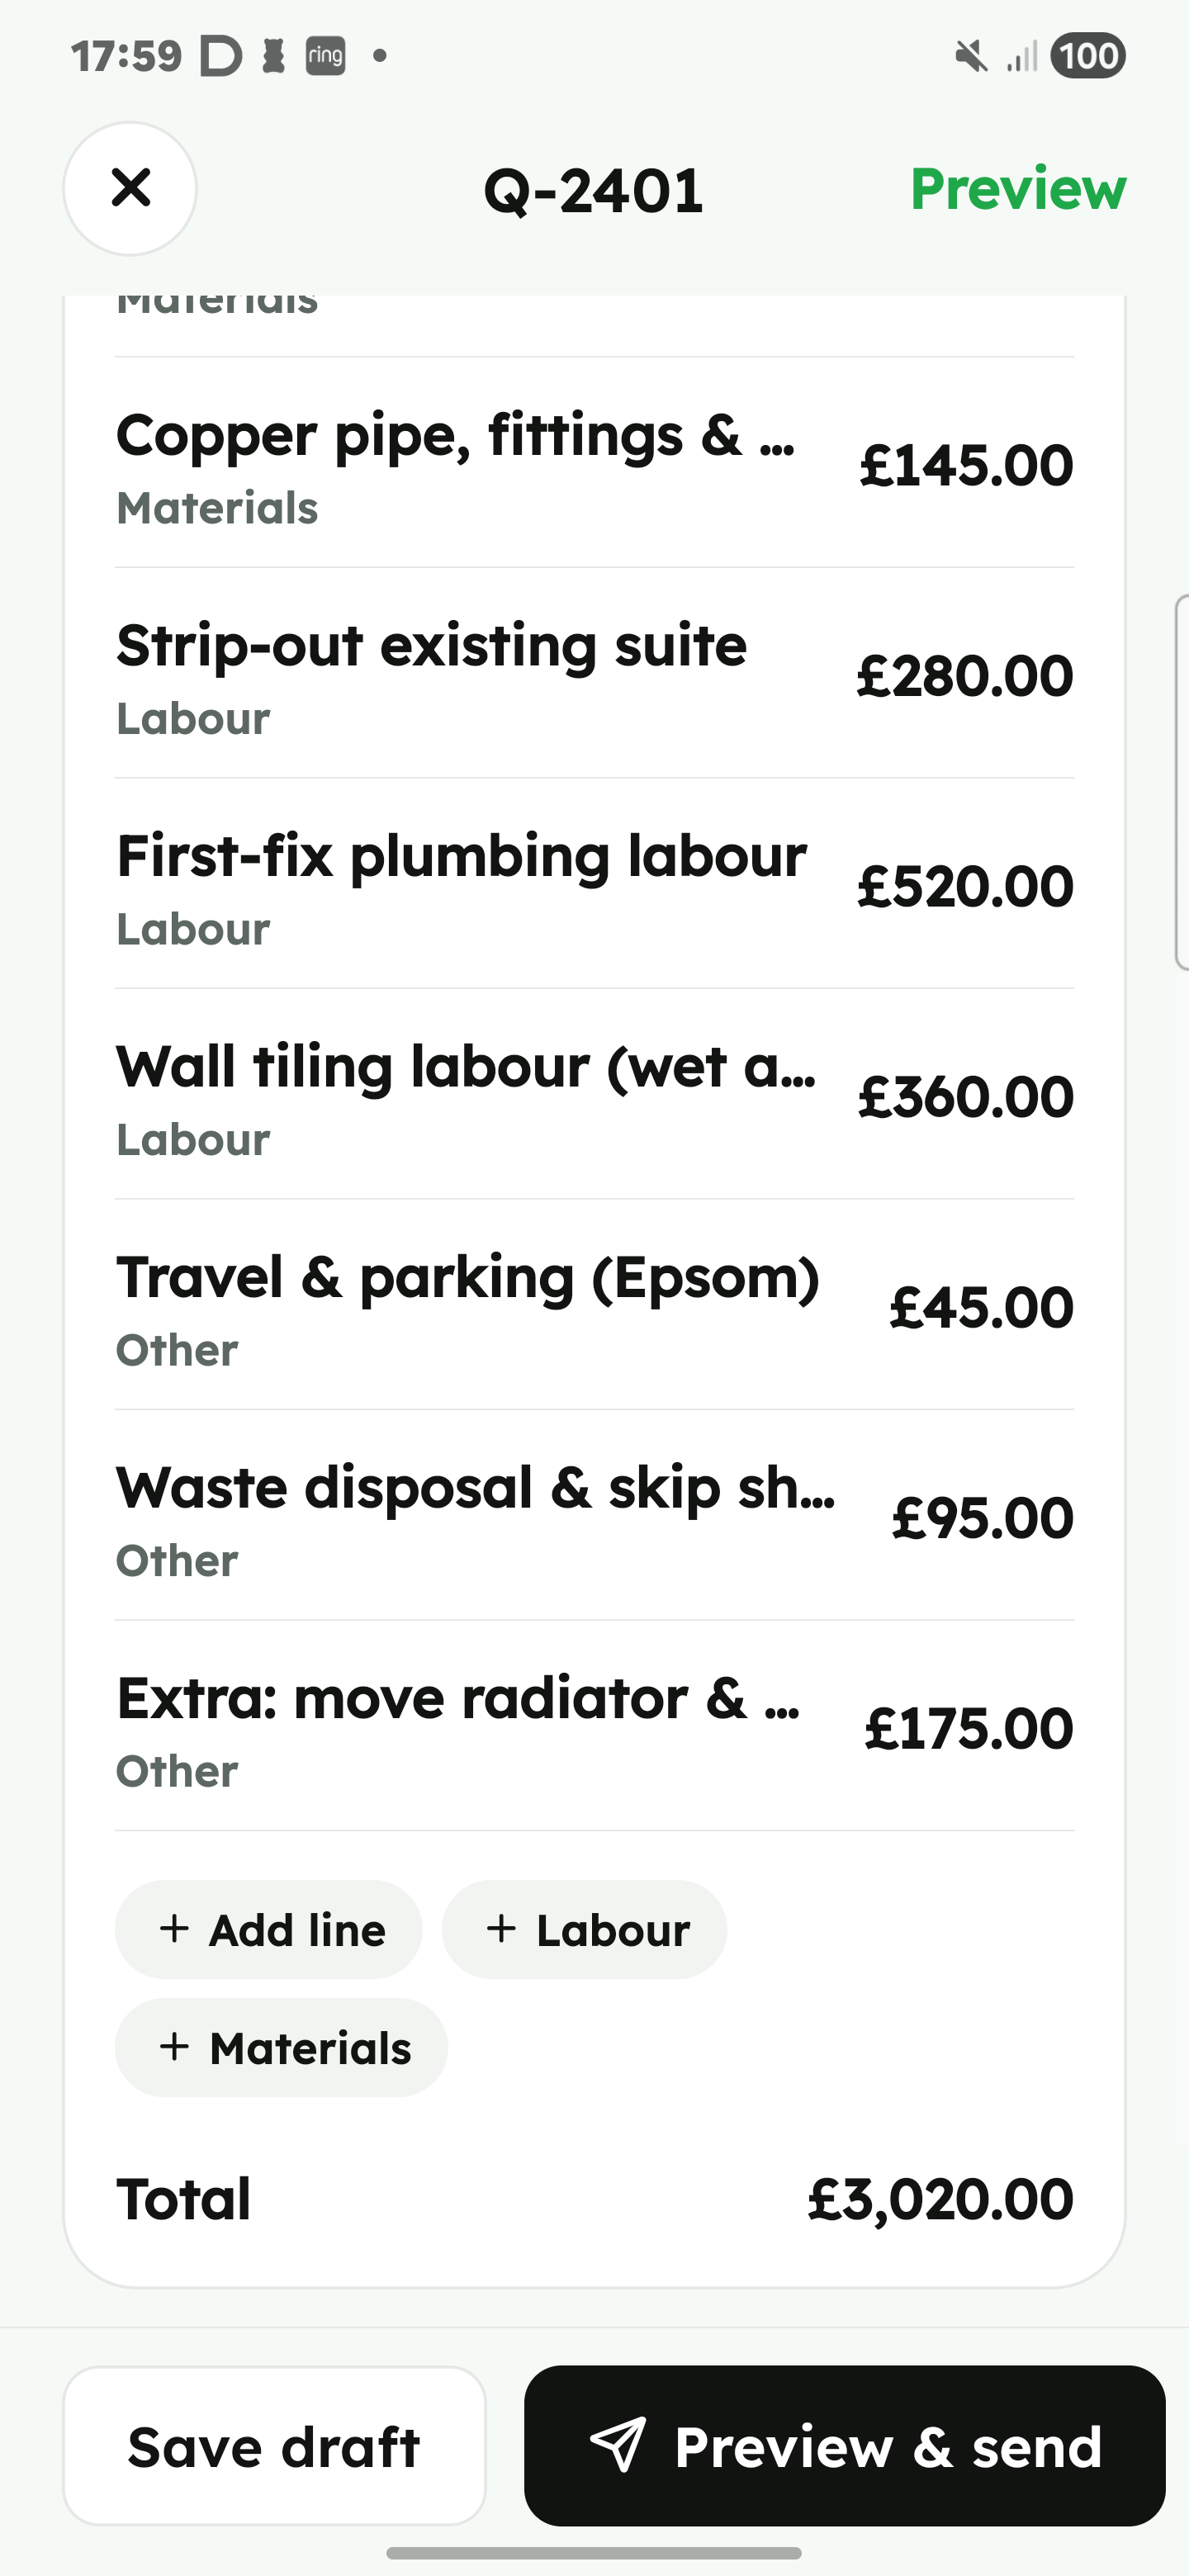 17:59 ring 100
Q-2401 Preview
Materials
Copper pipe, fittings & ... £145.00
Materials
Strip-out existing suite £280.00
Labour
First-fix plumbing labour £520.00
Labour
Wall tiling labour (wet a... £360.00
Labour
Travel & parking (Epsom) £45.00
Other
Waste disposal & skip sh... £95.00
Other
Extra: move radiator & ... £175.00
Other
+ Add line + Labour
+ Materials
Total £3,020.00
Save draft Preview & send